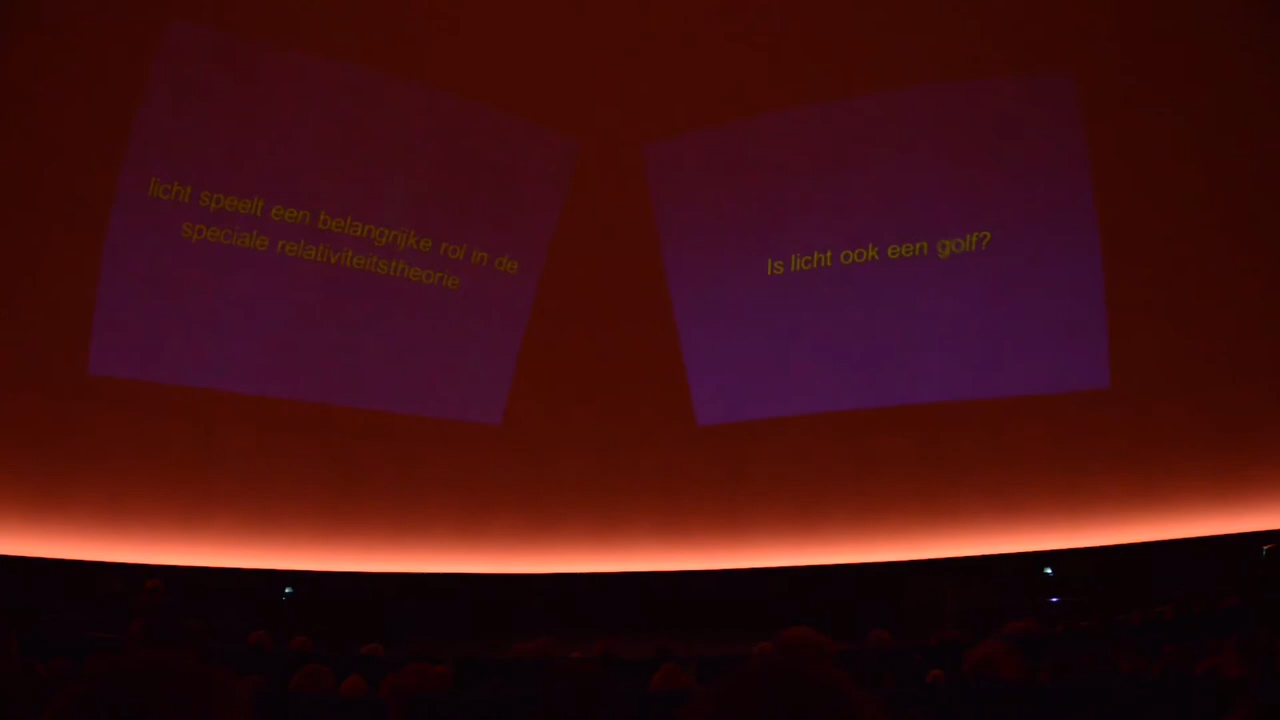 licht speelt een belangrijke rol in de
speciale relativiteitstheorie
Is licht ook een golf?